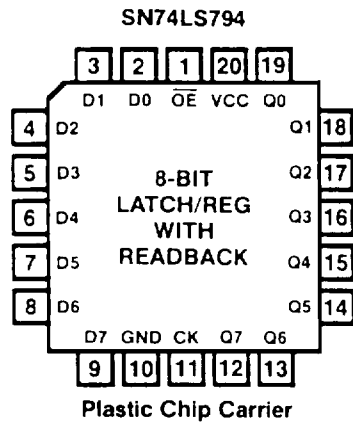 SN74LS794
3 2 1 20 19
D1 D0 OE VCC Q0
4 D2 Q1 18
5 D3 Q2 17
6 D4 Q3 16
7 D5 Q4 15
8 D6 Q5 14
8-BIT
LATCH/REG
WITH
READBACK
D7 GND CK Q7 Q6
9 10 11 12 13
Plastic Chip Carrier